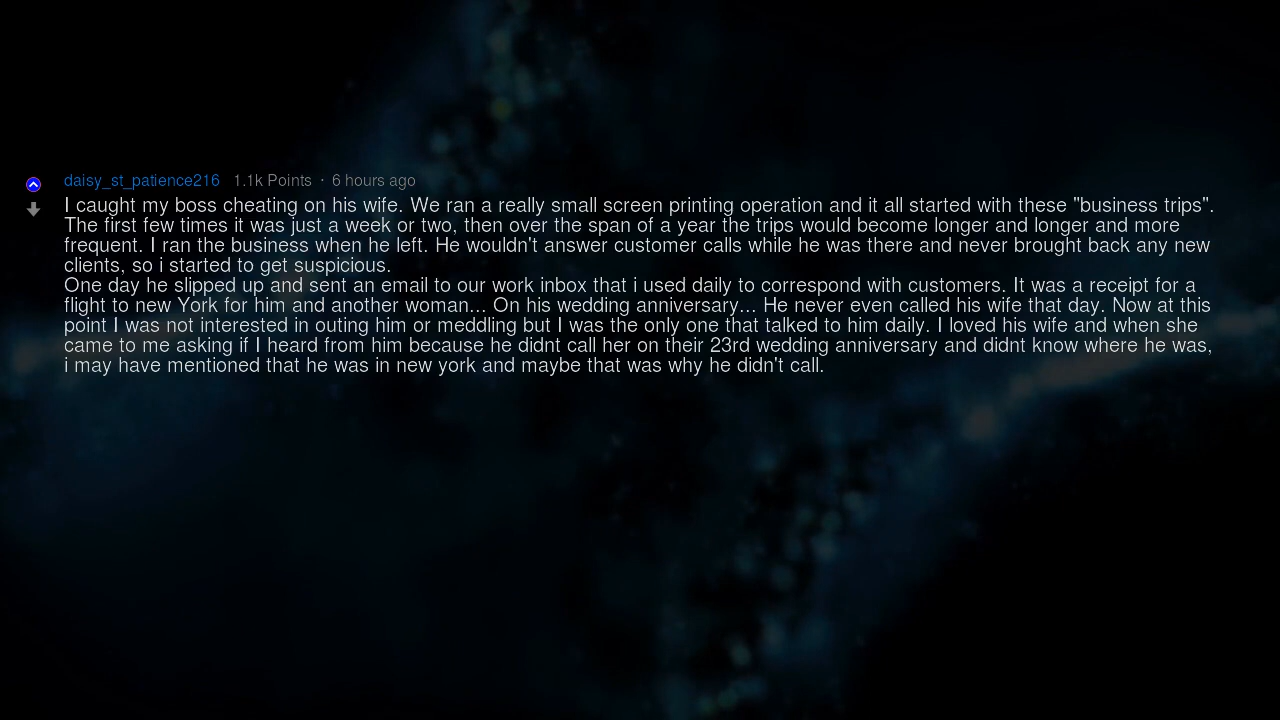 daisy_st_patience216 1.1k Points · 6 hours ago
I caught my boss cheating on his wife. We ran a really small screen printing operation and it all started with these "business trips".
The first few times it was just a week or two, then over the span of a year the trips would become longer and longer and more
frequent. I ran the business when he left. He wouldn't answer customer calls while he was there and never brought back any new
clients, so i started to get suspicious.
One day he slipped up and sent an email to our work inbox that i used daily to correspond with customers. It was a receipt for a
flight to new York for him and another woman... On his wedding anniversary... He never even called his wife that day. Now at this
point I was not interested in outing him or meddling but I was the only one that talked to him daily. I loved his wife and when she
came to me asking if I heard from him because he didnt call her on their 23rd wedding anniversary and didnt know where he was,
i may have mentioned that he was in new york and maybe that was why he didn't call.